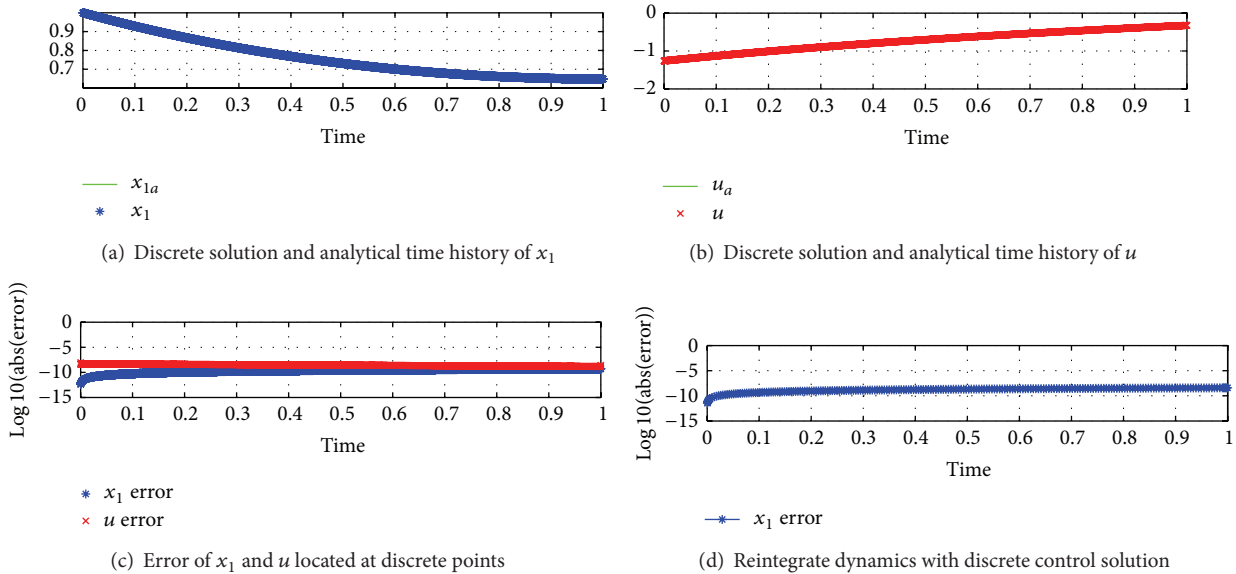 0.9
0.8
0.7
0 0.1 0.2 0.3 0.4 0.5 0.6 0.7 0.8 0.9 1
Time
x1a
x1
(a) Discrete solution and analytical time history of x1
0
−1
−2
0 0.1 0.2 0.3 0.4 0.5 0.6 0.7 0.8 0.9 1
Time
ua
u
(b) Discrete solution and analytical time history of u
Log 10(abs(error))
0
−5
−10
−15
0 0.1 0.2 0.3 0.4 0.5 0.6 0.7 0.8 0.9 1
Time
x1 error
u error
(c) Error of x1 and u located at discrete points
Log 10(abs(error))
0
−5
−10
−15
0 0.1 0.2 0.3 0.4 0.5 0.6 0.7 0.8 0.9 1
Time
x1 error
(d) Reintegrate dynamics with discrete control solution